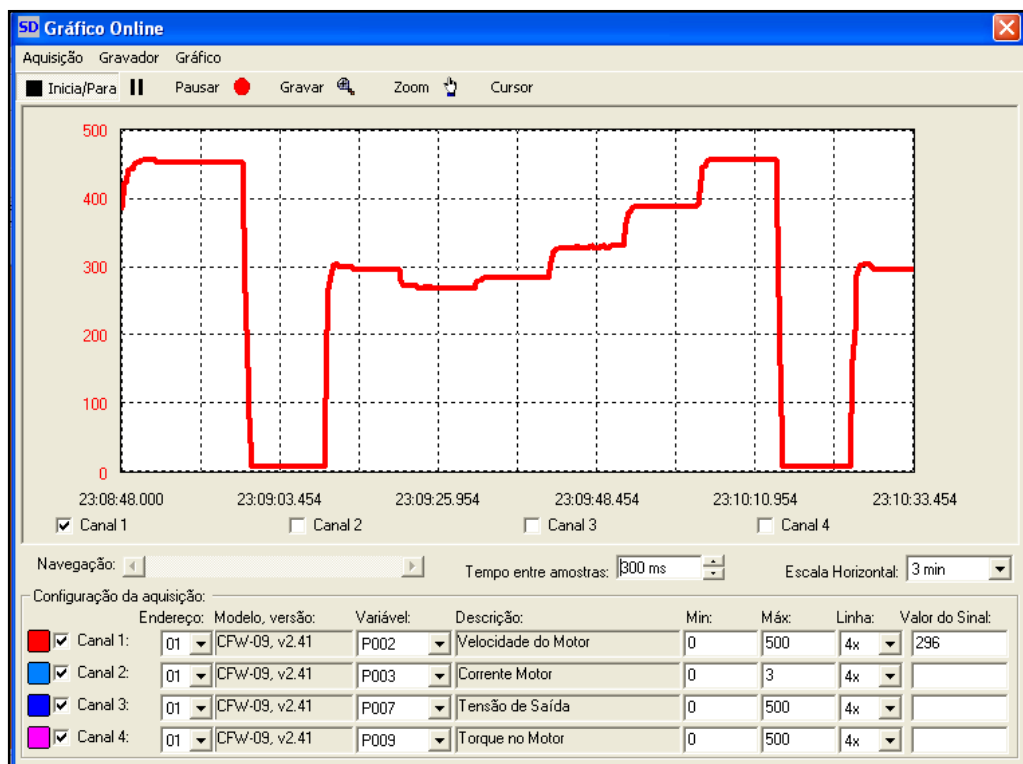 SD Gráfico Online
Aquisição Gravador Gráfico
Inicia/Para Pausar Gravar Zoom Cursor
500
400
300
200
100
0
23:08:48.000 23:09:03.454 23:09:25.954 23:09:48.454 23:10:10.954 23:10:33.454
Canal 1 Canal 2 Canal 3 Canal 4
Navegação: Tempo entre amostras: 300 ms Escala Horizontal: 3 min
Configuração da aquisição:
Endereço: Modelo, versão: Variável: Descrição: Min: Máx: Linha: Valor do Sinal:
Canal 1: 01 CFW-09, v2.41 P002 Velocidade do Motor 0 500 4x 296
Canal 2: 01 CFW-09, v2.41 P003 Corrente Motor 0 3 4x
Canal 3: 01 CFW-09, v2.41 P007 Tensão de Saída 0 500 4x
Canal 4: 01 CFW-09, v2.41 P009 Torque no Motor 0 500 4x